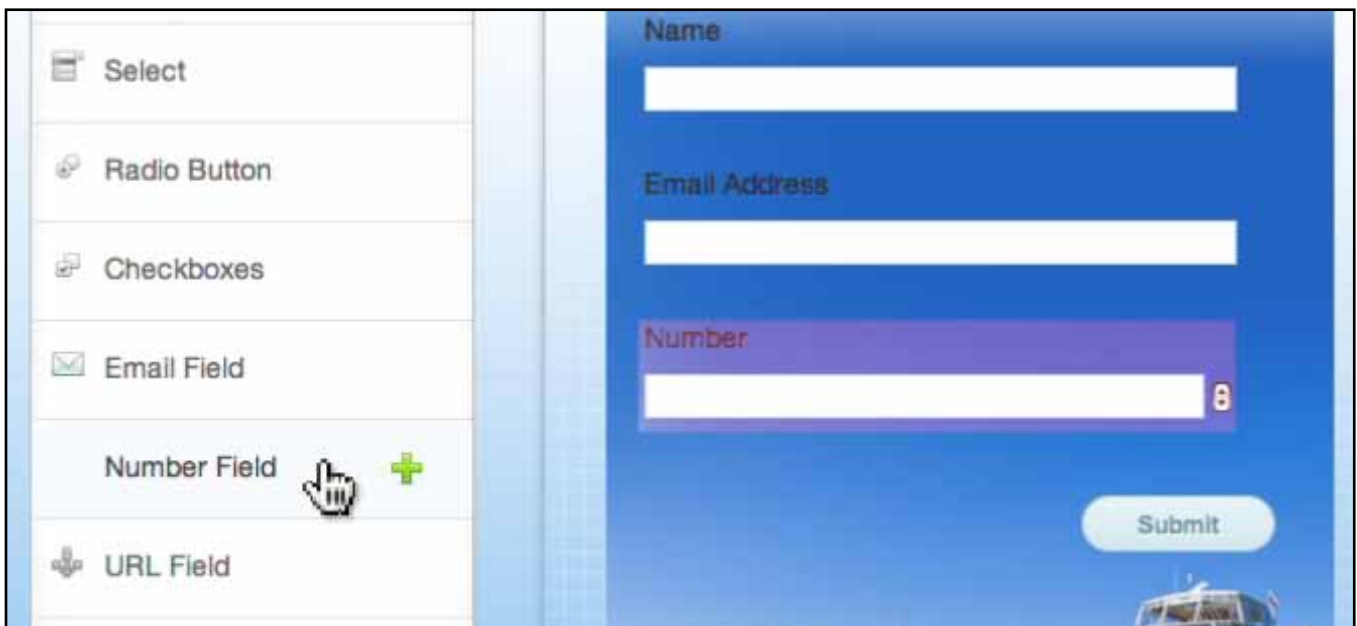 Select
Radio Button
Checkboxes
Email Field
Number Field
URL Field
Name
Email Address
Number
Submit